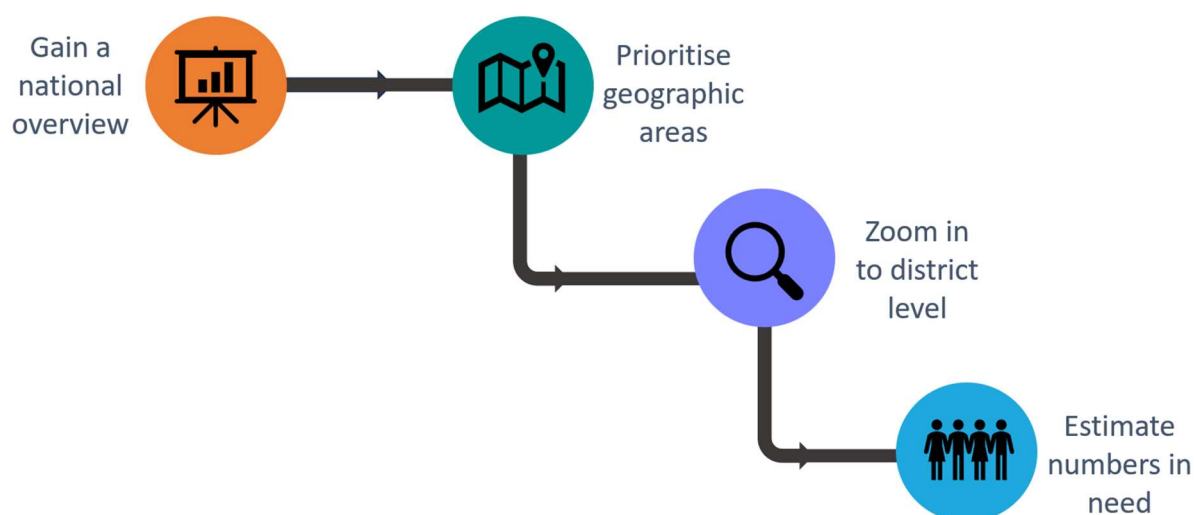 Gain a
national
overview
Prioritise
geographic
areas
Zoom in
to district
level
Estimate
numbers in
need